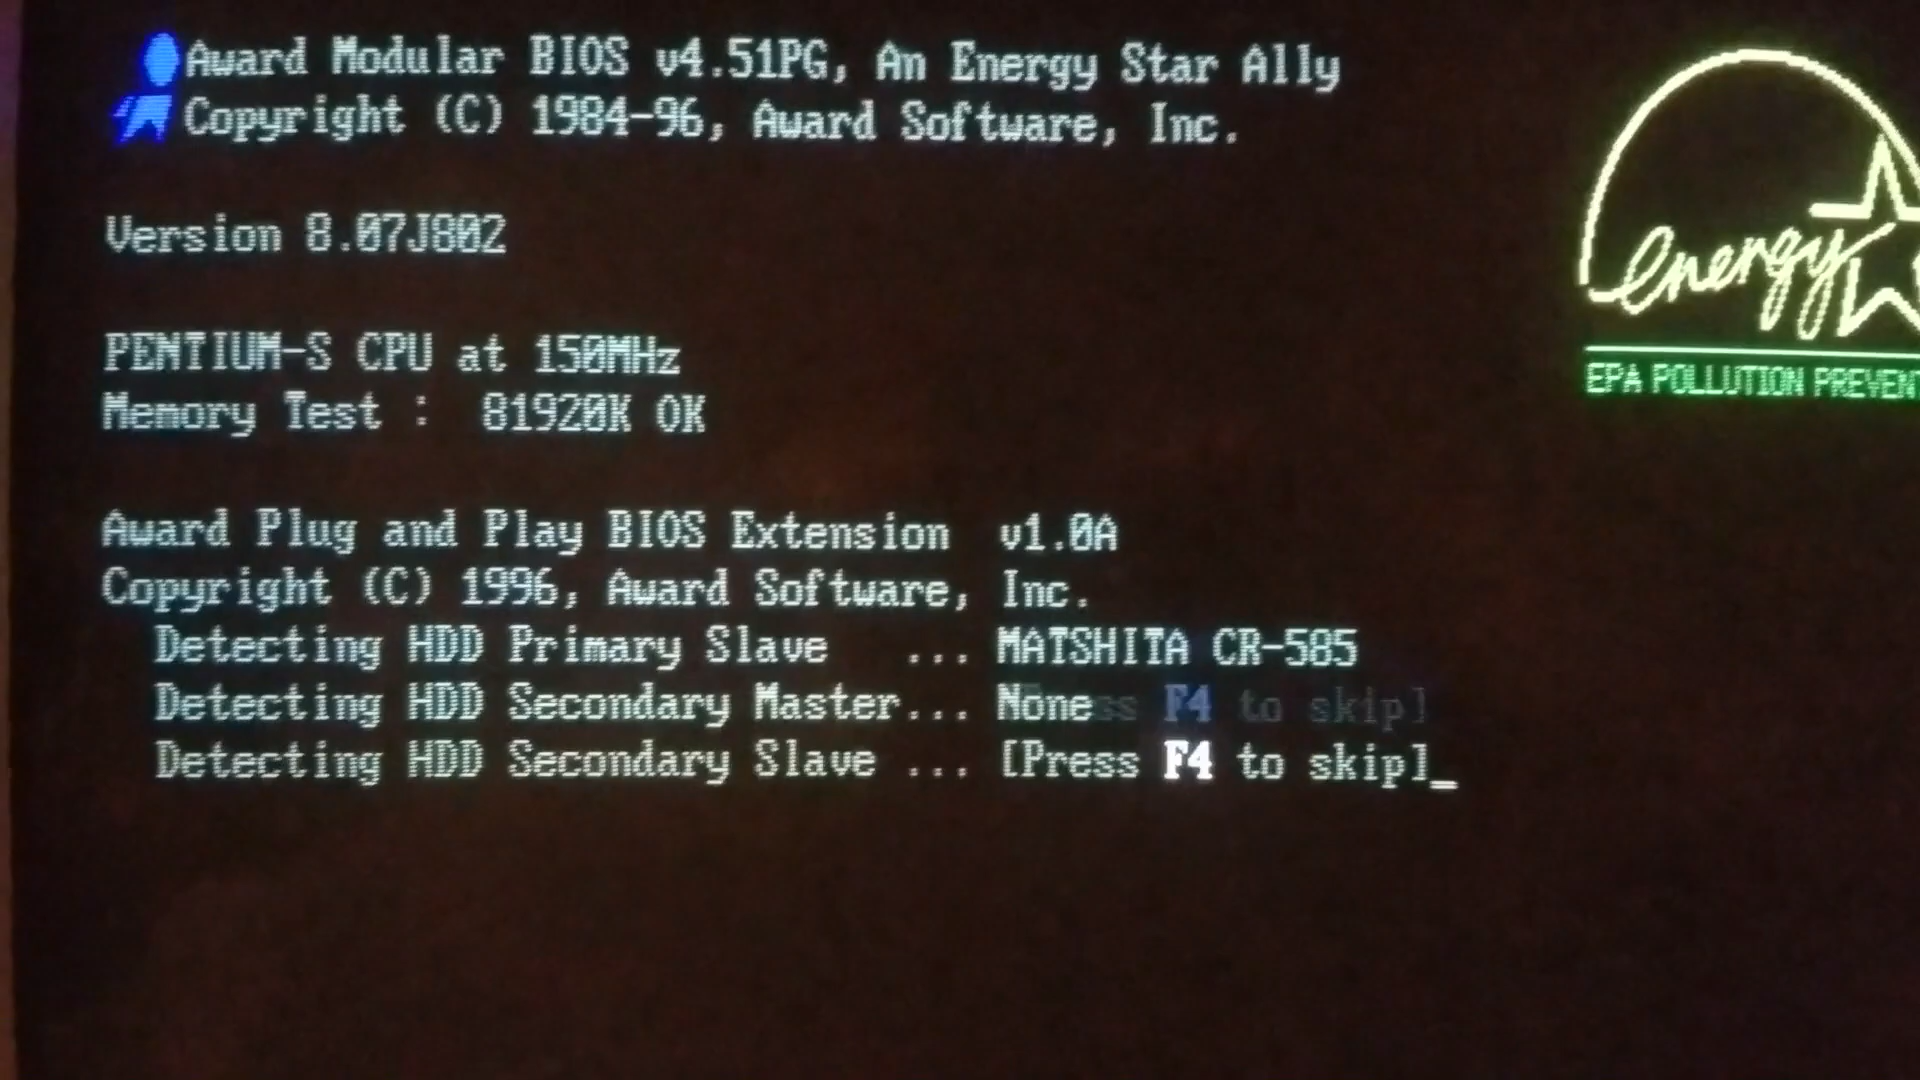 Award Modular BIOS v4.51PG, An Energy Star Ally
Copyright (C) 1984-96, Award Software, Inc.
energy
EPA POLLUTION PREVENT
Version 8.07J802
PENTIUM-S CPU at 150MHz
Memory Test :  81920K OK
Award Plug and Play BIOS Extension  v1.0A
Copyright (C) 1996, Award Software, Inc.
Detecting HDD Primary Slave   ... MATSHITA CR-585
Detecting HDD Secondary Master... None F4 to skip]
Detecting HDD Secondary Slave ... [Press F4 to skip]_